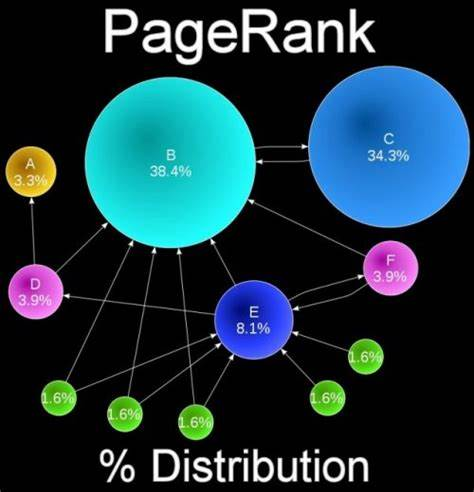 PageRank
A
3.3%
B
38.4%
C
34.3%
D
3.9%
E
8.1%
F
3.9%
1.6%
1.6%
1.6%
1.6%
1.6%
% Distribution